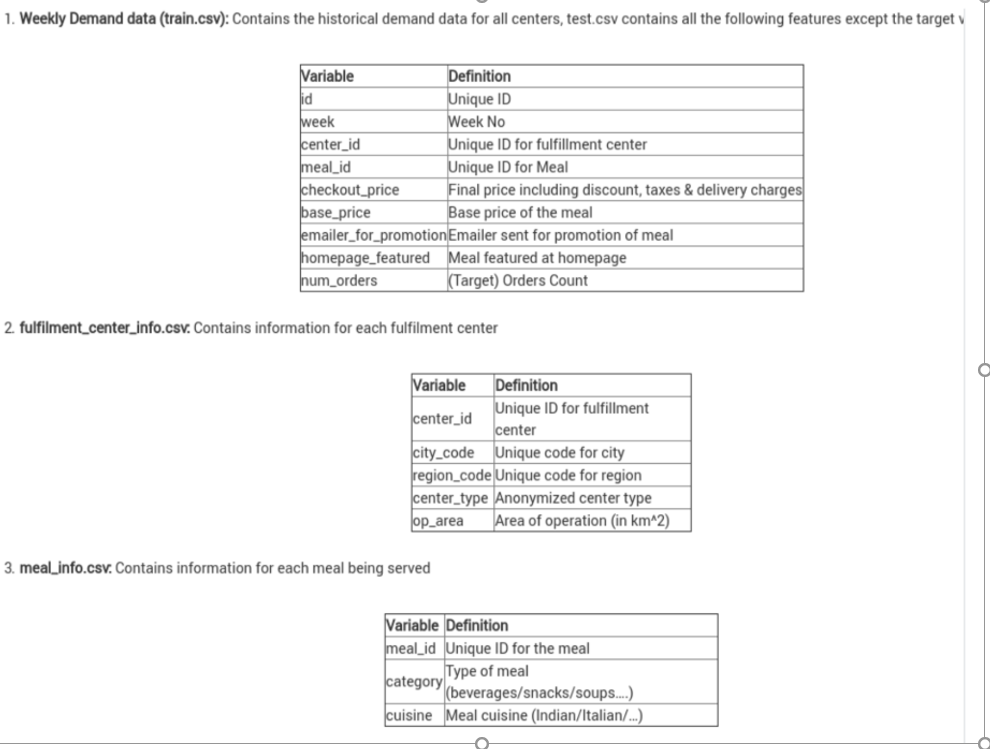 1. Weekly Demand data (train.csv): Contains the historical demand data for all centers, test.csv contains all the following features except the target
Variable Definition
id Unique ID
week Week No
center_id Unique ID for fulfillment center
meal_id Unique ID for Meal
checkout_price Final price including discount, taxes & delivery charges
base_price Base price of the meal
emailer_for_promotion Emailer sent for promotion of meal
homepage_featured Meal featured at homepage
num_orders (Target) Orders Count
2. fulfilment_center_info.csv: Contains information for each fulfilment center
Variable Definition
center_id Unique ID for fulfillment
center
city_code Unique code for city
region_code Unique code for region
center_type Anonymized center type
op_area Area of operation (in km^2)
3. meal_info.csv: Contains information for each meal being served
Variable Definition
meal_id Unique ID for the meal
category Type of meal
(beverages/snacks/soups....)
cuisine Meal cuisine (Indian/Italian/...)